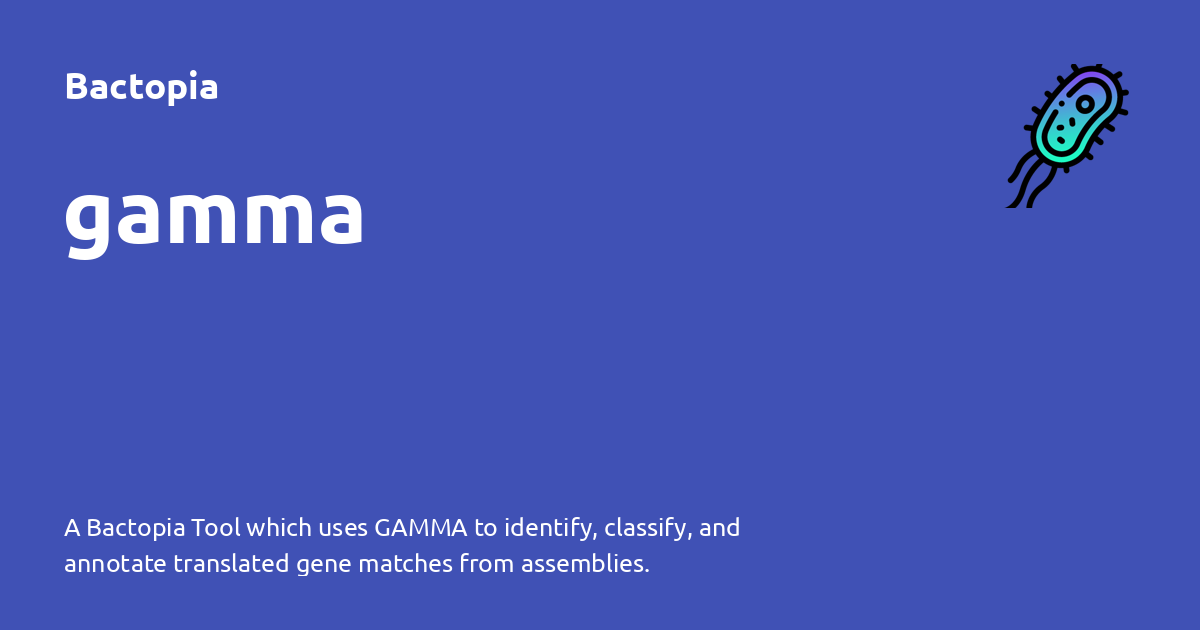 Bactopia
gamma
A Bactopia Tool which uses GAMMA to identify, classify, and
annotate translated gene matches from assemblies.